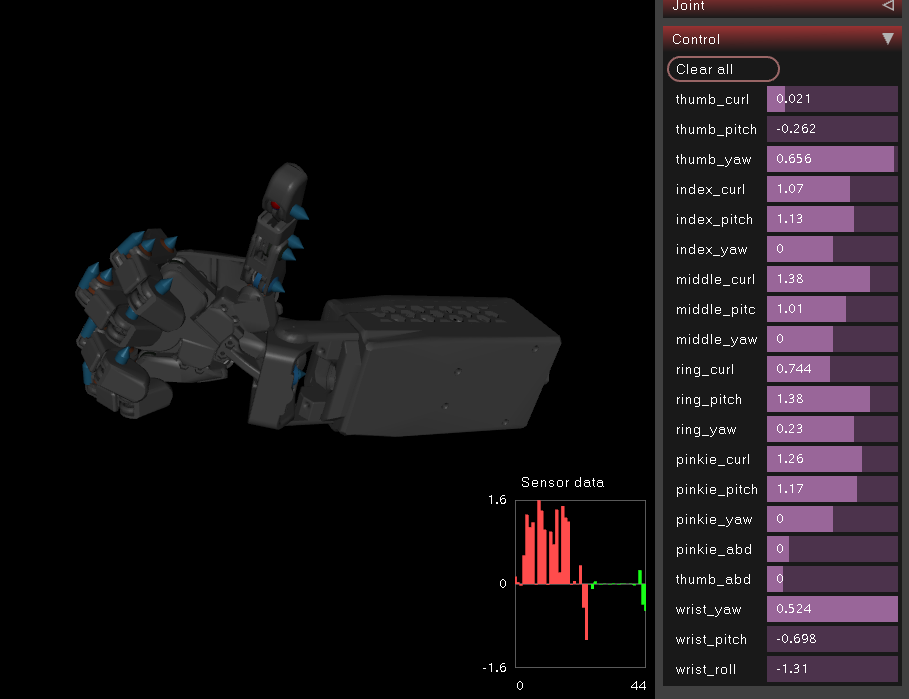 Joint
Control
Clear all
thumb_curl 0.021
thumb_pitch -0.262
thumb_yaw 0.656
index_curl 1.07
index_pitch 1.13
index_yaw 0
middle_curl 1.38
middle_pitc 1.01
middle_yaw 0
ring_curl 0.744
ring_pitch 1.38
ring_yaw 0.23
pinkie_curl 1.26
pinkie_pitch 1.17
pinkie_yaw 0
pinkie_abd 0
thumb_abd 0
wrist_yaw 0.524
wrist_pitch -0.698
wrist_roll -1.31
Sensor data
1.6
0
-1.6
0 44